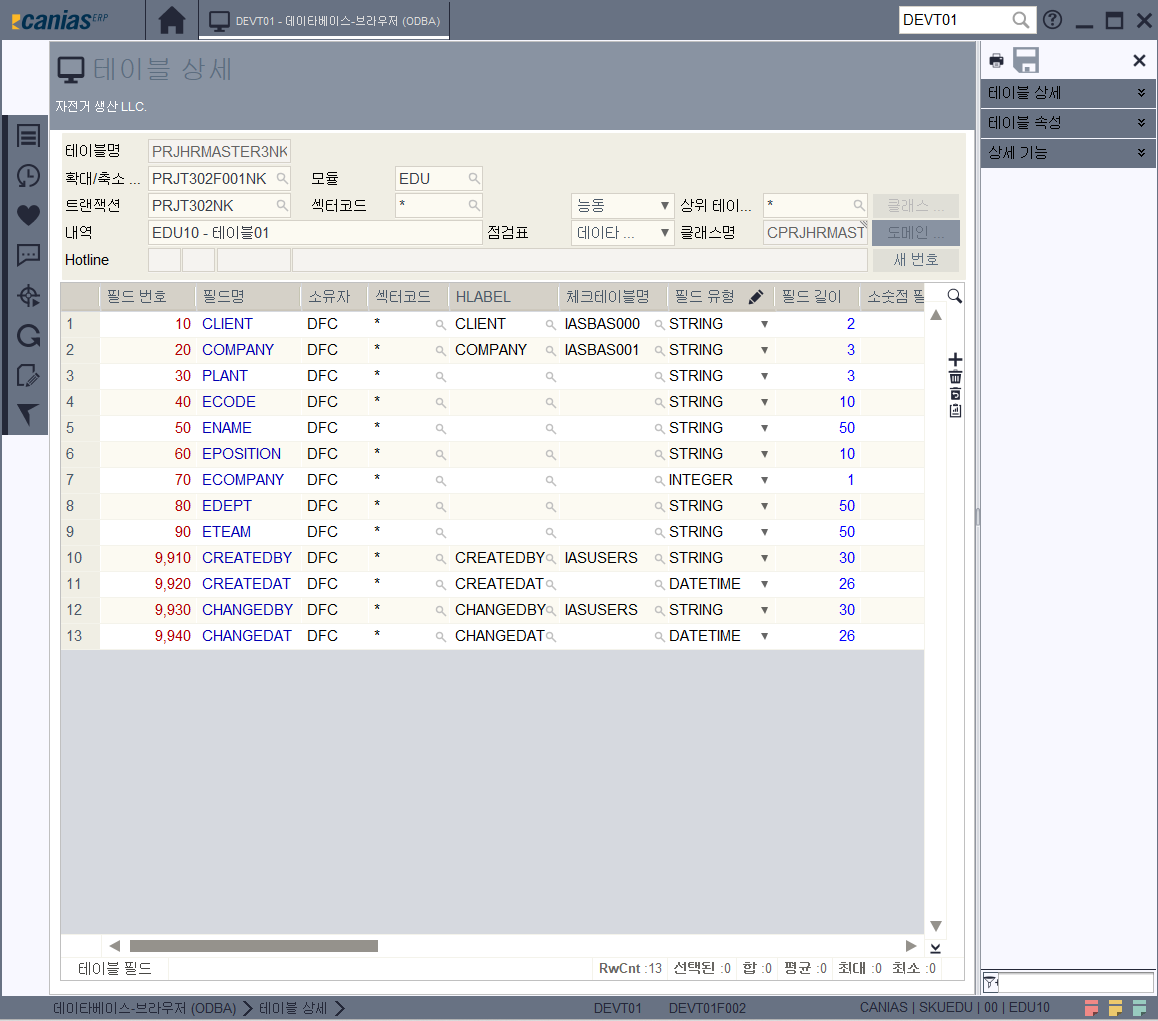 canias ERP
DEVT01 - 데이타베이스-브라우저 (ODBA)
DEVT01
테이블 상세
자전거 생산 LLC.
테이블명 PRJHRMASTER3NK
확대/축소 ... PRJT302F001NK 모듈 EDU
트랜잭션 PRJT302NK 섹터코드 * 능동 상위 테이... * 클래스 ...
내역 EDU10 - 테이블01 점검표 데이타 ... 클래스명 CPRJHRMAST 도메인 ...
Hotline 새 번호
필드 번호 필드명 소유자 섹터코드 HLABEL 체크테이블명 필드 유형 필드 길이 소숫점 필
1 10 CLIENT DFC * CLIENT IASBAS000 STRING 2
2 20 COMPANY DFC * COMPANY IASBAS001 STRING 3
3 30 PLANT DFC * STRING 3
4 40 ECODE DFC * STRING 10
5 50 ENAME DFC * STRING 50
6 60 EPOSITION DFC * STRING 10
7 70 ECOMPANY DFC * INTEGER 1
8 80 EDEPT DFC * STRING 50
9 90 ETEAM DFC * STRING 50
10 9,910 CREATEDBY DFC * CREATEDBY IASUSERS STRING 30
11 9,920 CREATEDAT DFC * CREATEDAT DATETIME 26
12 9,930 CHANGEDBY DFC * CHANGEDBY IASUSERS STRING 30
13 9,940 CHANGEDAT DFC * CHANGEDAT DATETIME 26
테이블 필드 RwCnt :13 선택된 :0 합 :0 평균 :0 최대 :0 최소 :0
테이블 상세
테이블 속성
상세 기능
데이타베이스-브라우저 (ODBA) 테이블 상세 DEVT01 DEVT01F002 CANIAS | SKUEDU | 00 | EDU10